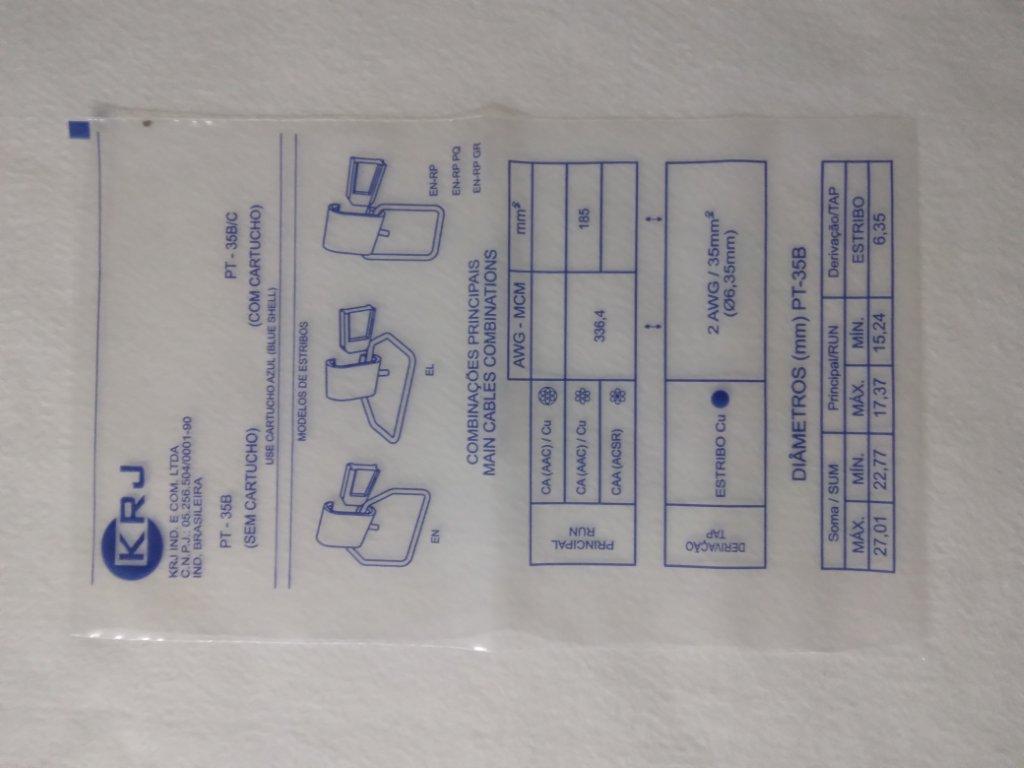 KRJ
KRJ IND. E COM. LTDA
C.N.P.J.: 05.256.504/0001-90
IND. BRASILEIRA
PT - 35B PT - 35B/C
(SEM CARTUCHO) (COM CARTUCHO)
USE CARTUCHO AZUL (BLUE SHELL)
MODELOS DE ESTRIBOS
EN EL EN-RP
EN-RP PQ
EN-RP GR
COMBINAÇÕES PRINCIPAIS
MAIN CABLES COMBINATIONS
AWG - MCM mm²
PRINCIPAL
RUN
CA (AAC) / Cu
CA (AAC) / Cu 336,4 185
CAA (ACSR)
DERIVAÇÃO
TAP
ESTRIBO Cu 2 AWG / 35mm²
(Ø6,35mm)
DIÂMETROS (mm) PT-35B
Soma / SUM Principal/RUN Derivação/TAP
MÁX. MÍN. MÁX. MÍN. ESTRIBO
27,01 22,77 17,37 15,24 6,35